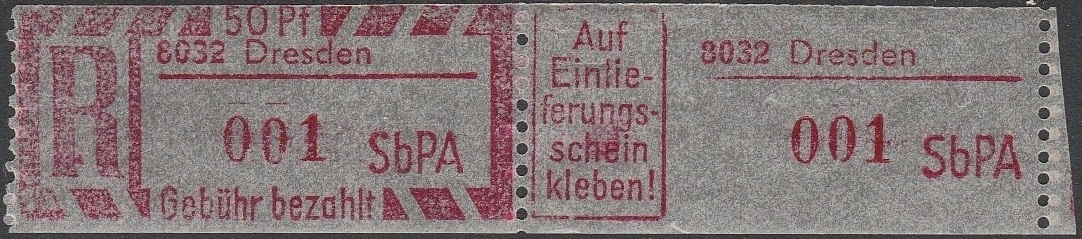 50 Pf
R
8032 Dresden
001
SbPA
Gebühr bezahlt
Auf
Einlie-
ferungs-
schein
kleben!
8032 Dresden
001
SbPA